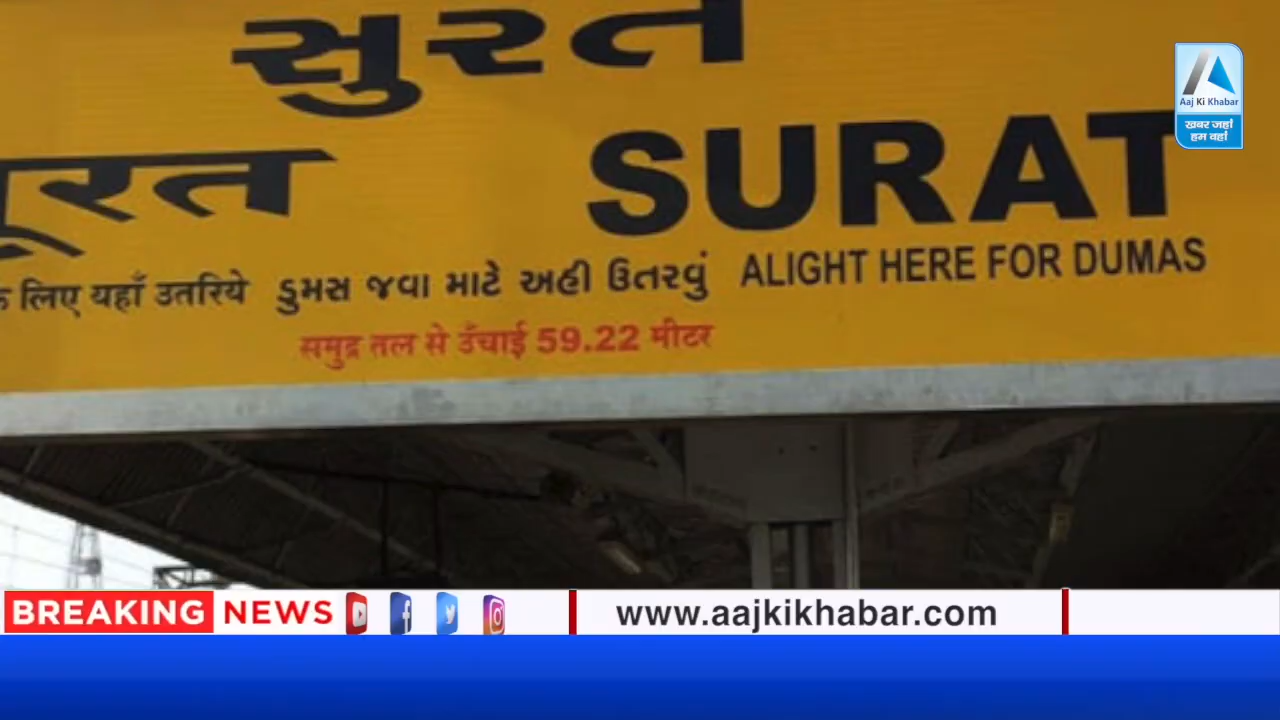 સુરત
सूरत SURAT
के लिए यहाँ उतरिये ડુમસ જવા માટે અહી ઉતરવું ALIGHT HERE FOR DUMAS
समुद्र तल से उँचाई 59.22 मीटर
Aaj Ki Khabar
खबर जहां
हम वहां
BREAKING NEWS www.aajkikhabar.com